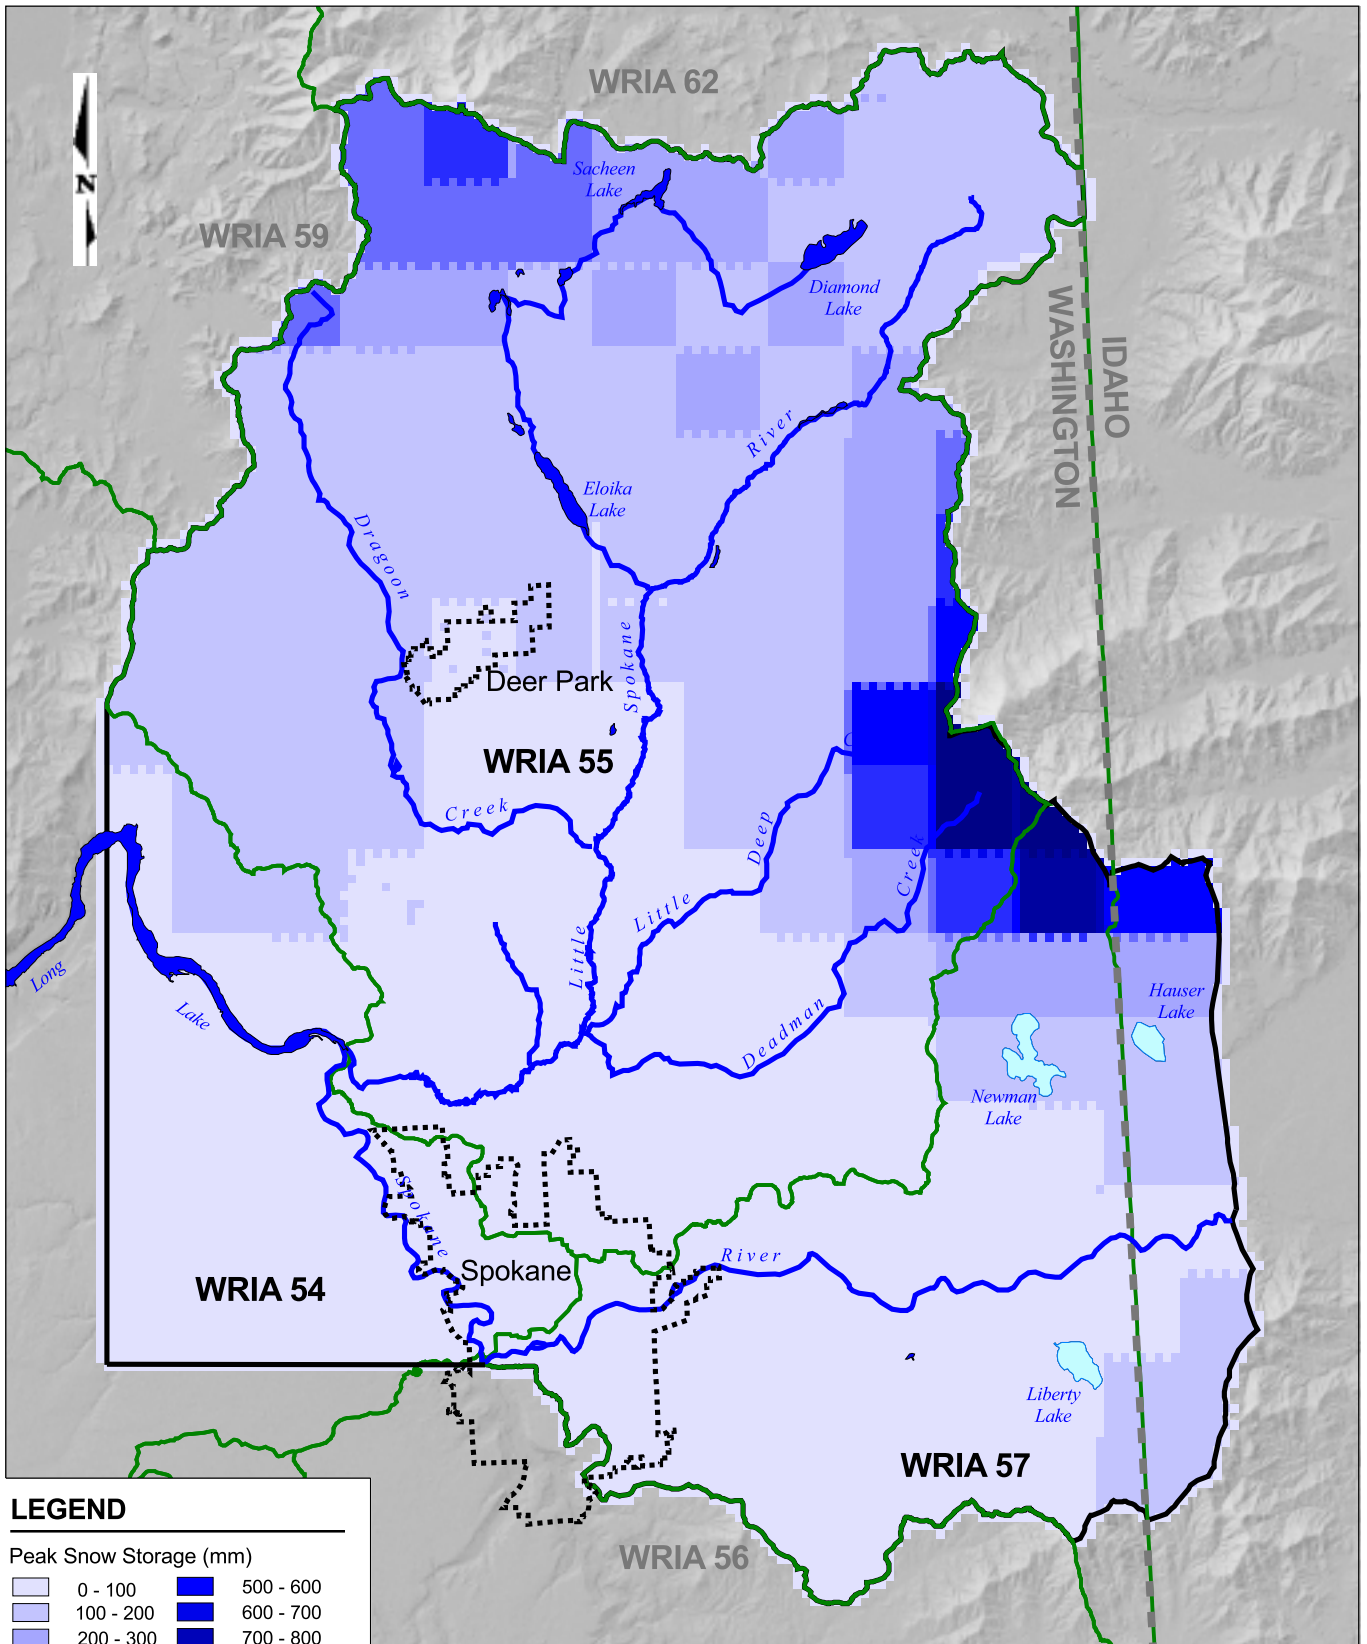 WRIA 62
Sacheen
Lake
WRIA 59
N
Diamond
Lake
IDAHO
WASHINGTON
River
Eloika
Lake
Dragoon
Spokane
Deer Park
WRIA 55
C
Creek
Deep
Creek
Little
Little
Long
Lake
Hauser
Lake
Deadman
Newman
Lake
Spokane
River
Spokane
WRIA 54
Liberty
Lake
WRIA 57
WRIA 56
LEGEND
Peak Snow Storage (mm)
0 - 100 500 - 600
100 - 200 600 - 700
200 - 300 700 - 800